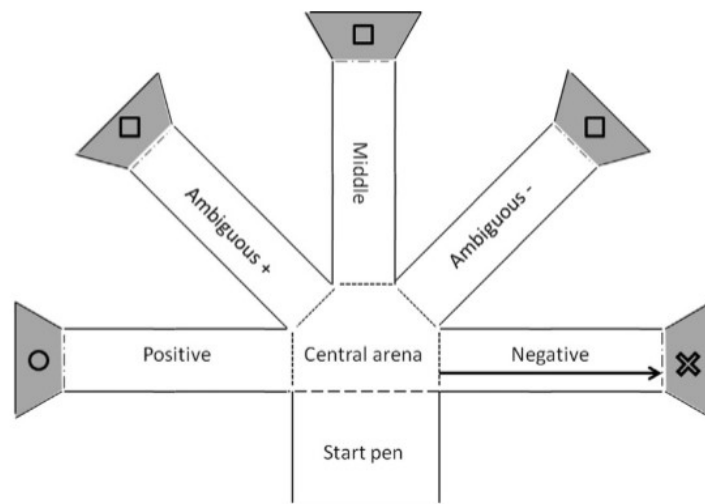 Middle
Ambiguous +
Ambiguous -
Positive
Central arena
Negative
Start pen